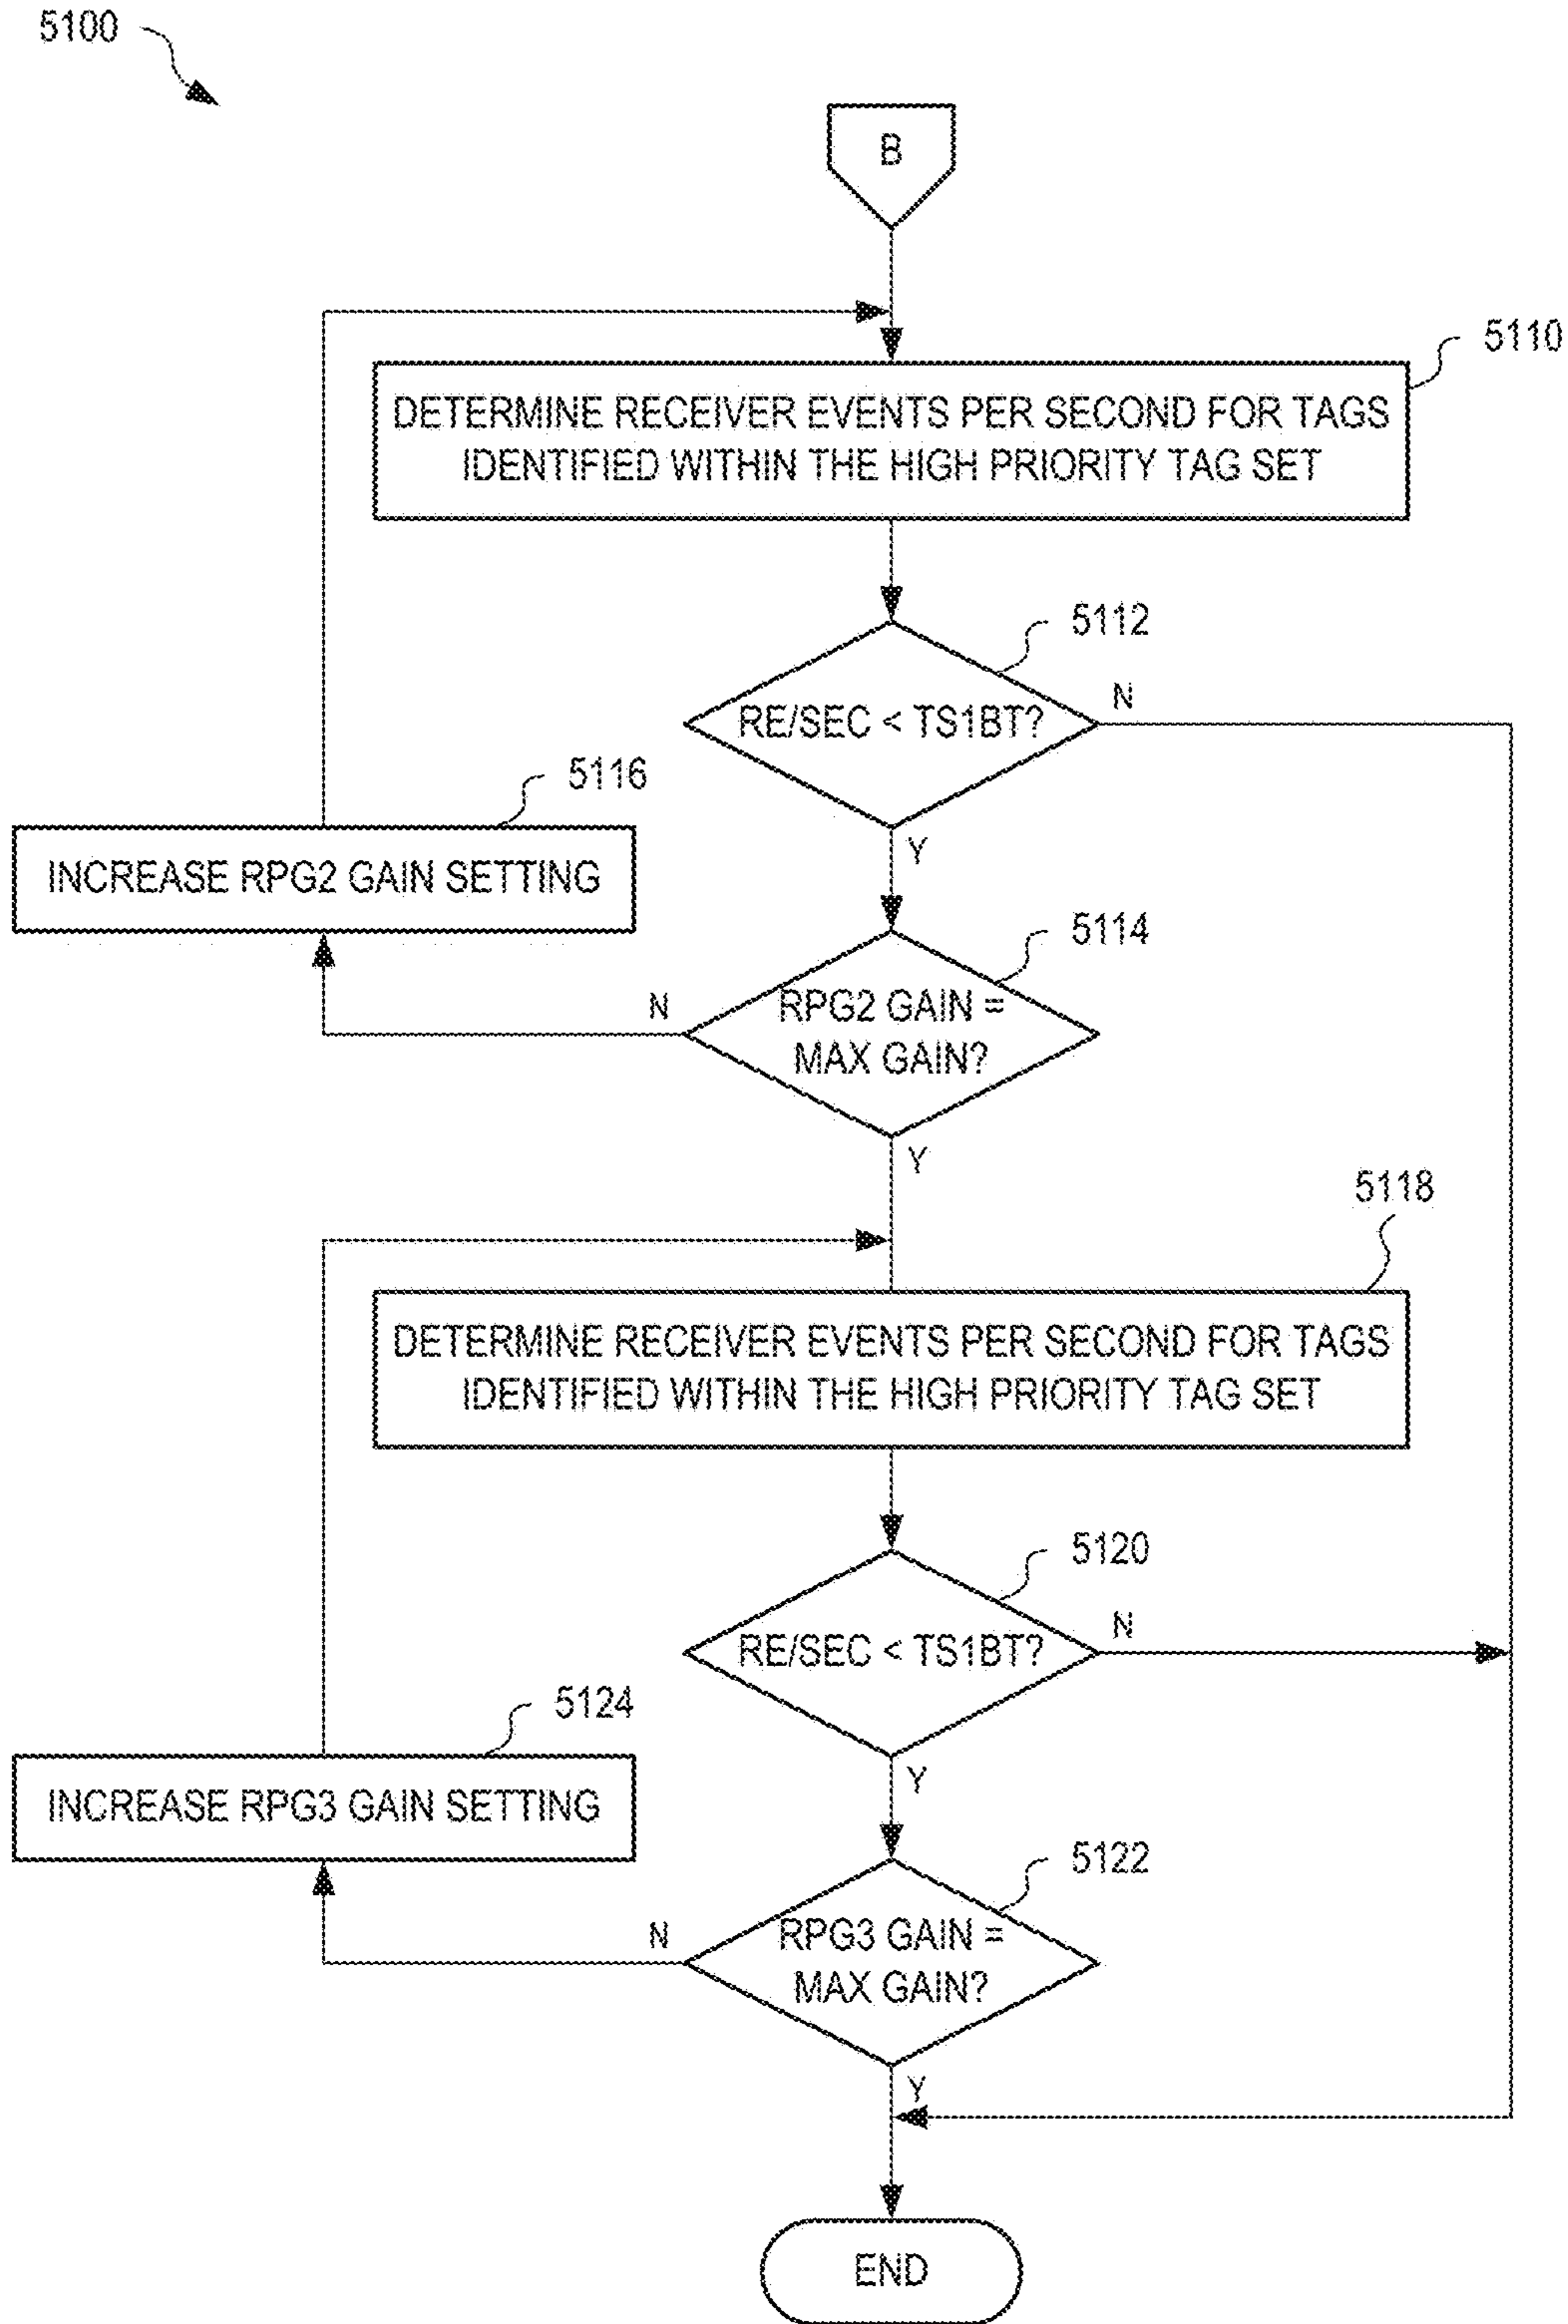 5100
B
5110
DETERMINE RECEIVER EVENTS PER SECOND FOR TAGS
IDENTIFIED WITHIN THE HIGH PRIORITY TAG SET
5112
RE/SEC < TS1BT?
N
Y
5116
INCREASE RPG2 GAIN SETTING
5114
RPG2 GAIN =
MAX GAIN?
N
Y
5118
DETERMINE RECEIVER EVENTS PER SECOND FOR TAGS
IDENTIFIED WITHIN THE HIGH PRIORITY TAG SET
5120
RE/SEC < TS1BT?
N
Y
5124
INCREASE RPG3 GAIN SETTING
5122
RPG3 GAIN =
MAX GAIN?
N
Y
END